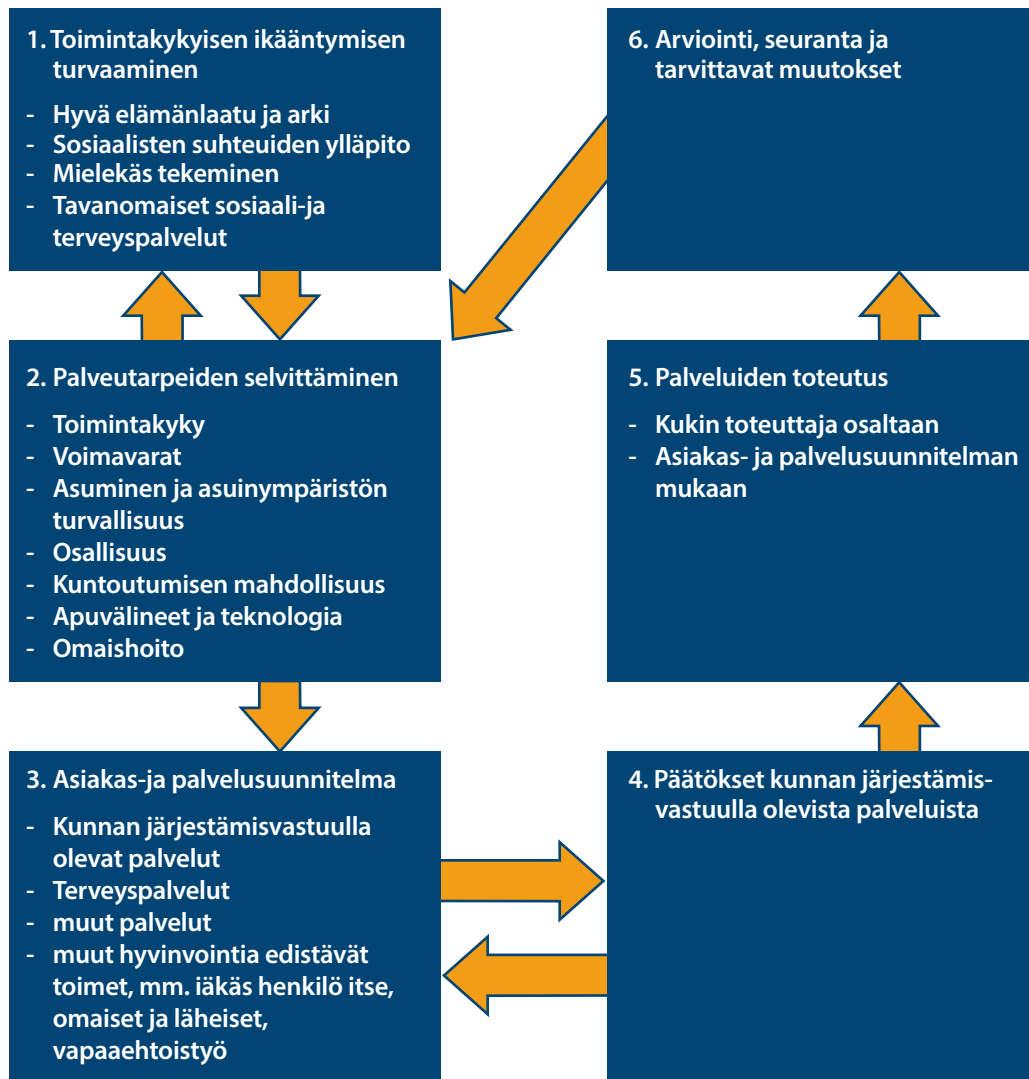 1. Toimintakykyisen ikääntymisen
turvaaminen
- Hyvä elämänlaatu ja arki
- Sosiaalisten suhteuiden ylläpito
- Mielekäs tekeminen
- Tavanomaiset sosiaali-ja
terveyspalvelut
2. Palveutarpeiden selvittäminen
- Toimintakyky
- Voimavarat
- Asuminen ja asuinympäristön
turvallisuus
- Osallisuus
- Kuntoutumisen mahdollisuus
- Apuvälineet ja teknologia
- Omaishoito
3. Asiakas-ja palvelusuunnitelma
- Kunnan järjestämisvastuulla
olevat palvelut
- Terveyspalvelut
- muut palvelut
- muut hyvinvointia edistävät
toimet, mm. iäkäs henkilö itse,
omaiset ja läheiset,
vapaaehtoistyö
4. Päätökset kunnan järjestämis-
vastuulla olevista palveluista
5. Palveluiden toteutus
- Kukin toteuttaja osaltaan
- Asiakas- ja palvelusuunnitelman
mukaan
6. Arviointi, seuranta ja
tarvittavat muutokset